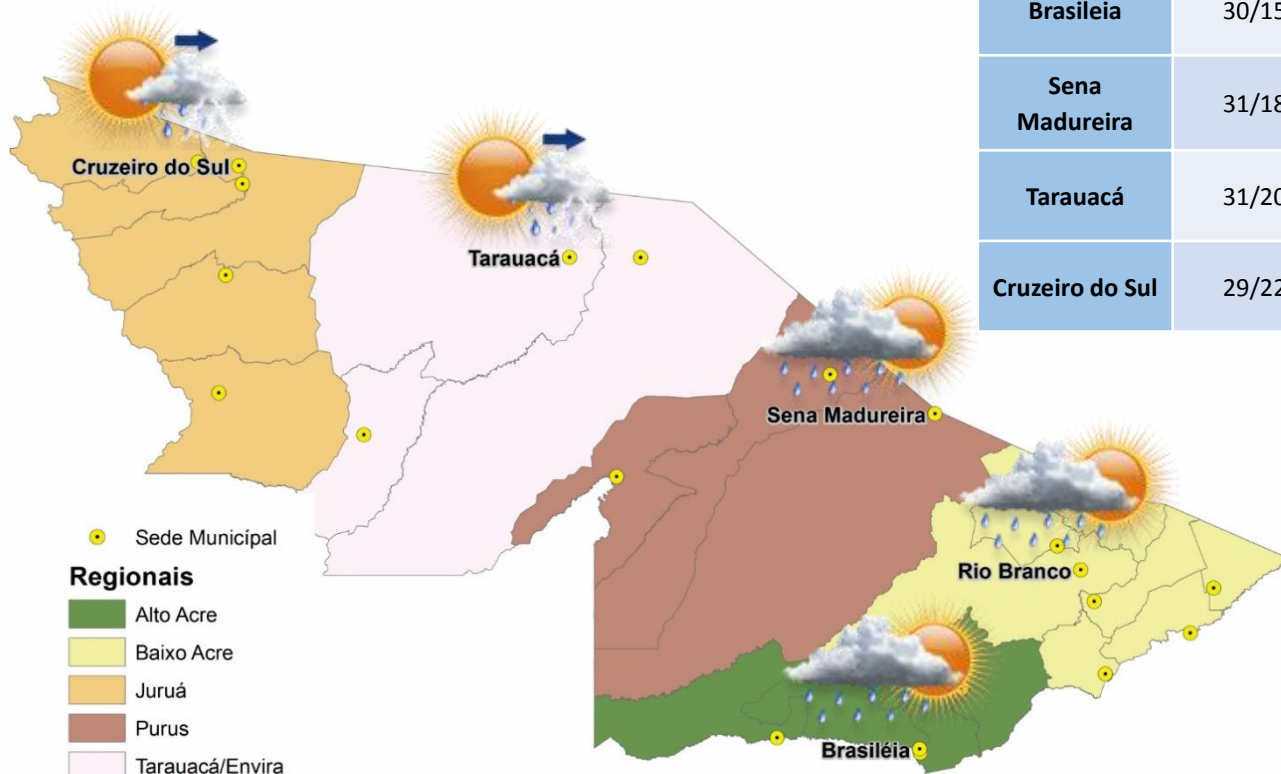 Brasileia 30/15
Sena
Madureira 31/18
Tarauacá 31/20
Cruzeiro do Sul 29/22
Cruzeiro do Sul
Tarauacá
Sena Madureira
Rio Branco
Brasiléia
Sede Municípal
Regionais
Alto Acre
Baixo Acre
Juruá
Purus
Tarauacá/Envira